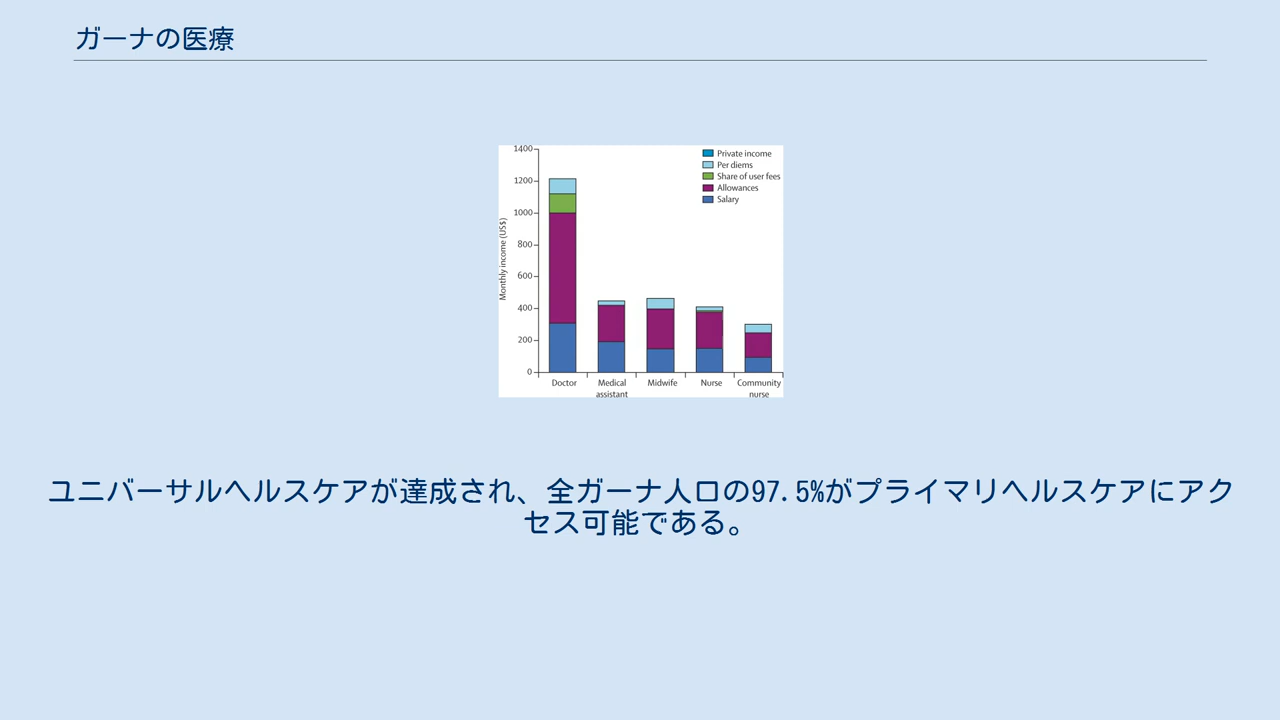 ガーナの医療
1400
1200
1000
800
600
400
200
0
Monthly income (US$)
Private income
Per diems
Share of user fees
Allowances
Salary
Doctor
Medical
assistant
Midwife
Nurse
Community
nurse
ユニバーサルヘルスケアが達成され、全ガーナ人口の97.5%がプライマリヘルスケアにアク
セス可能である。